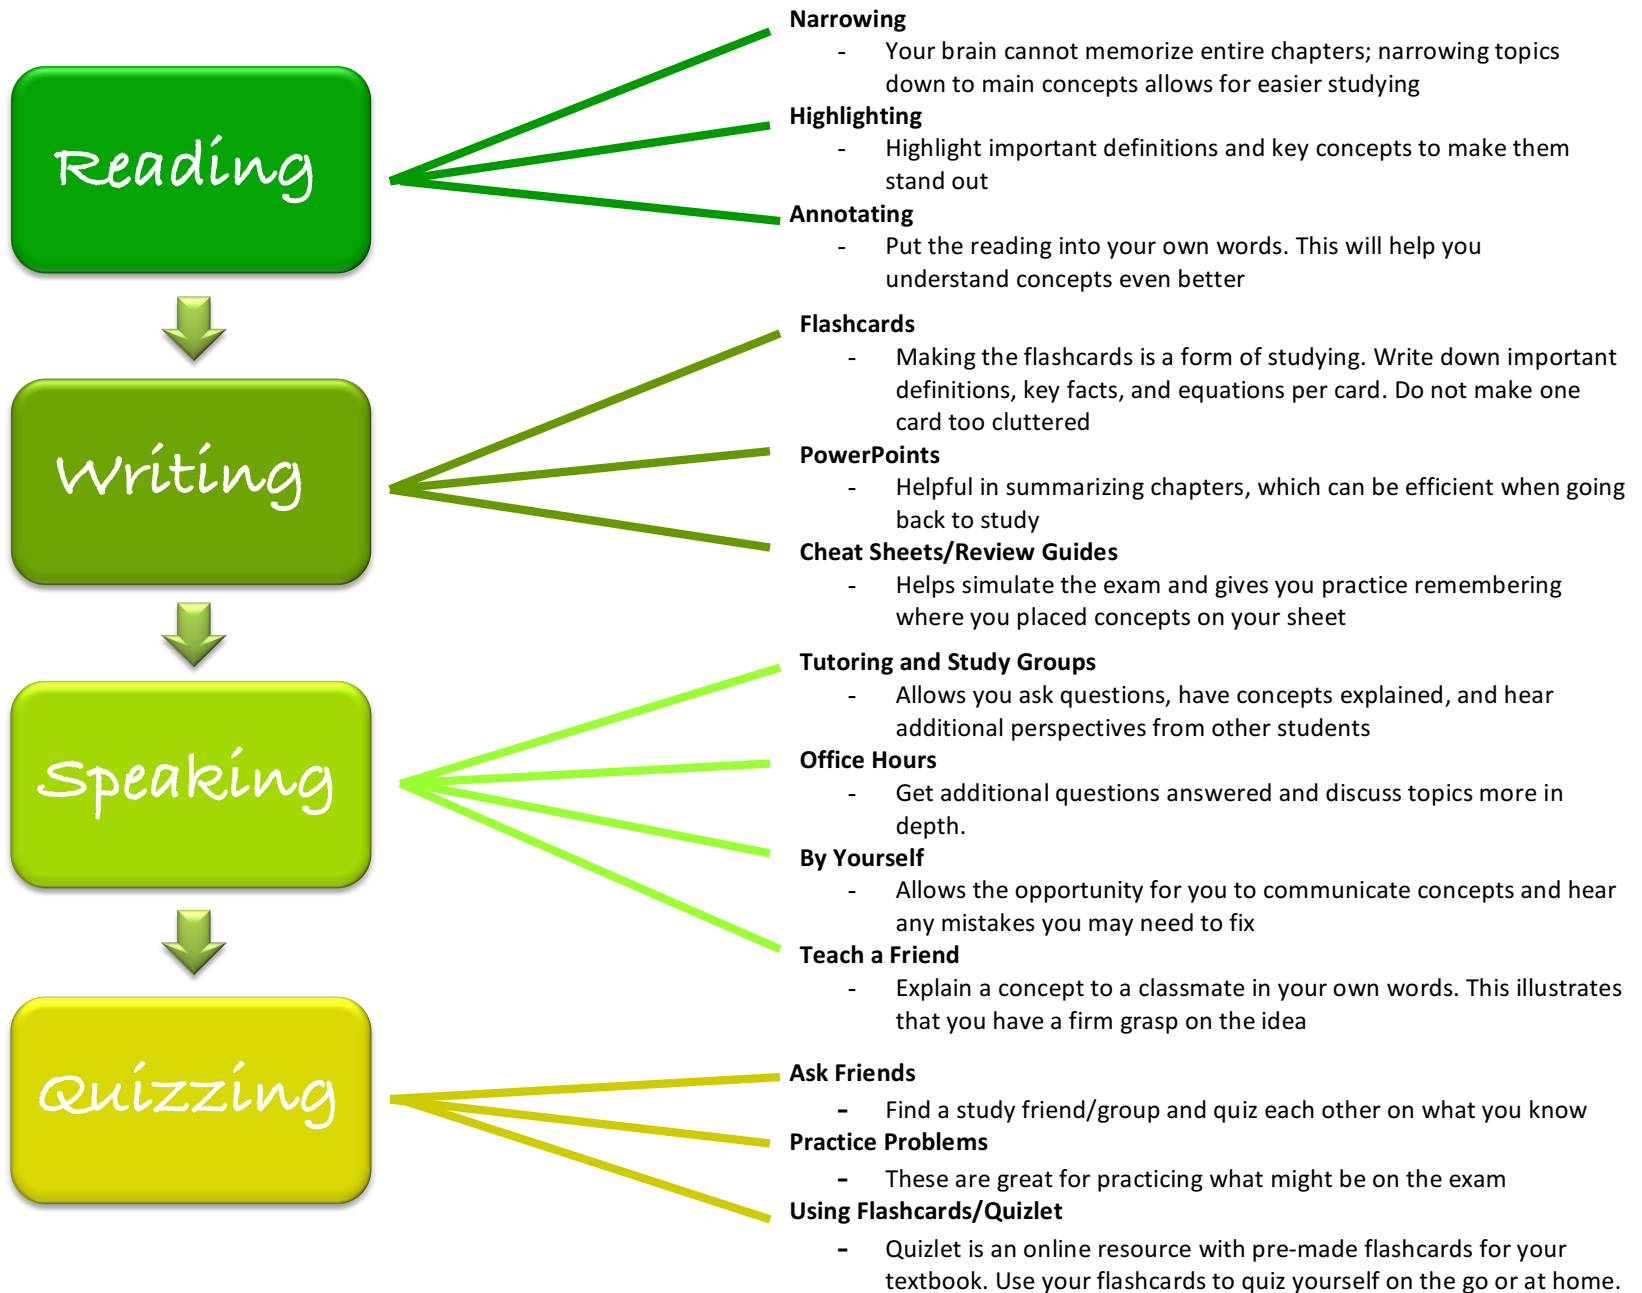 Reading
Narrowing
- Your brain cannot memorize entire chapters; narrowing topics
down to main concepts allows for easier studying
Highlighting
- Highlight important definitions and key concepts to make them
stand out
Annotating
- Put the reading into your own words. This will help you
understand concepts even better
Writing
Flashcards
- Making the flashcards is a form of studying. Write down important
definitions, key facts, and equations per card. Do not make one
card too cluttered
PowerPoints
- Helpful in summarizing chapters, which can be efficient when going
back to study
Cheat Sheets/Review Guides
- Helps simulate the exam and gives you practice remembering
where you placed concepts on your sheet
Speaking
Tutoring and Study Groups
- Allows you ask questions, have concepts explained, and hear
additional perspectives from other students
Office Hours
- Get additional questions answered and discuss topics more in
depth.
By Yourself
- Allows the opportunity for you to communicate concepts and hear
any mistakes you may need to fix
Teach a Friend
- Explain a concept to a classmate in your own words. This illustrates
that you have a firm grasp on the idea
Quizzing
Ask Friends
- Find a study friend/group and quiz each other on what you know
Practice Problems
- These are great for practicing what might be on the exam
Using Flashcards/Quizlet
- Quizlet is an online resource with pre-made flashcards for your
textbook. Use your flashcards to quiz yourself on the go or at home.